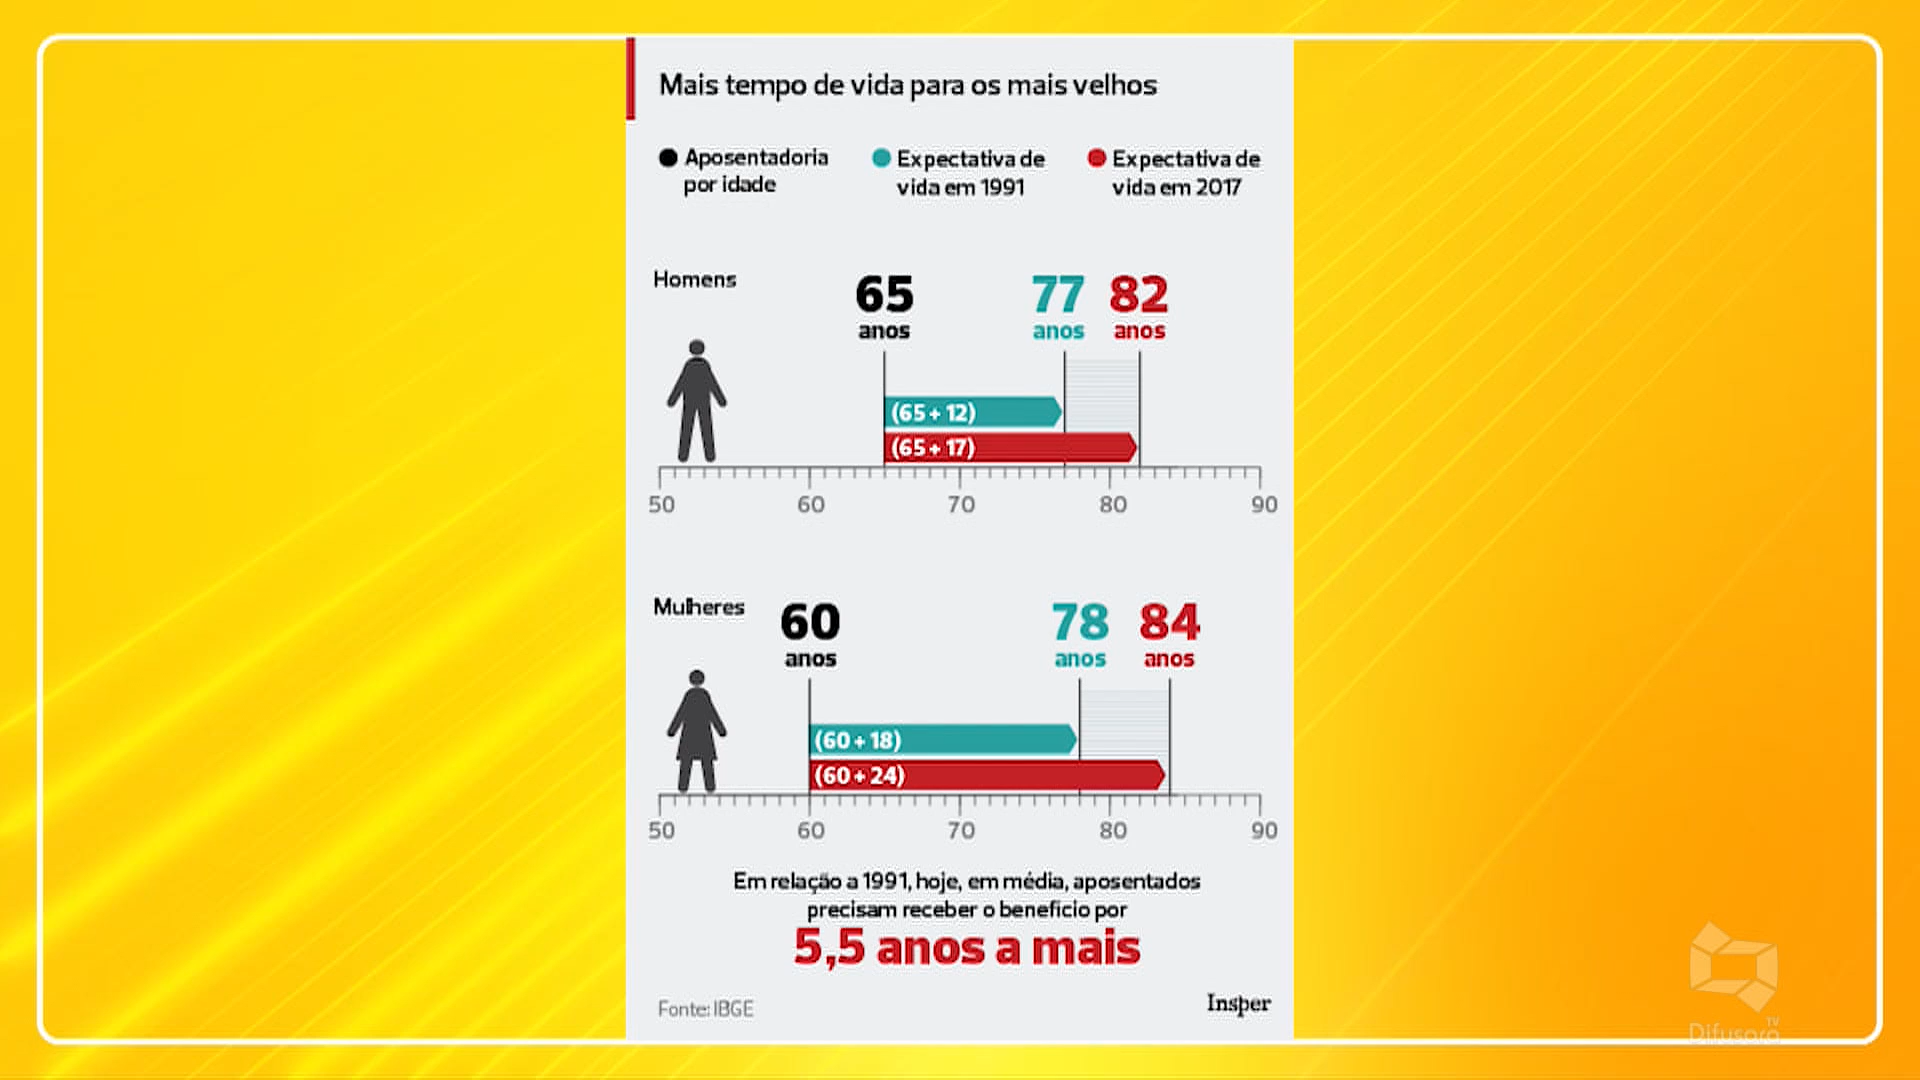 Mais tempo de vida para os mais velhos
Aposentadoria
por idade
Expectativa de
vida em 1991
Expectativa de
vida em 2017
Homens
65
anos
77
anos
82
anos
(65 + 12)
(65 + 17)
50 60 70 80 90
Mulheres
60
anos
78
anos
84
anos
(60 + 18)
(60 + 24)
50 60 70 80 90
Em relação a 1991, hoje, em média, aposentados
precisam receber o benefício por
5,5 anos a mais
Fonte: IBGE
Insper
TV
Difusora